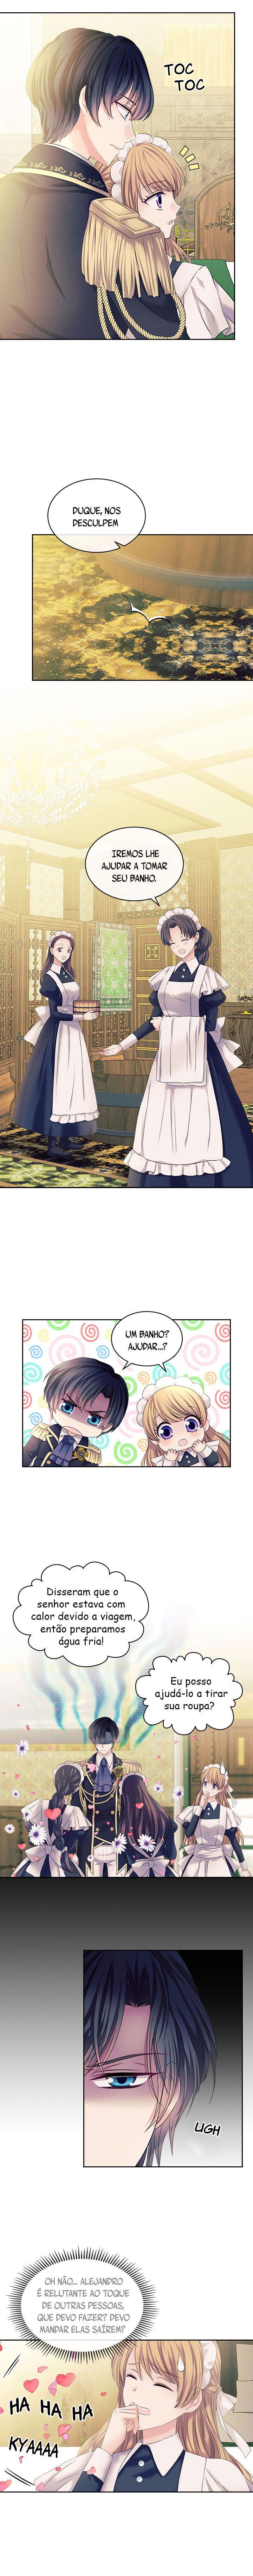 TOC
TOC
DUQUE, NOS
DESCULPEM
IREMOS LHE
AJUDAR A TOMAR
SEU BANHO.
UM BANHO?
AJUDAR...?
Disseram que o
senhor estava com
calor devido a viagem,
então preparamos
água fria!
Eu posso
ajudá-lo a tirar
sua roupa?
UGH
OH NÃO... ALEJANDRO
É RELUTANTE AO TOQUE
DE OUTRAS PESSOAS,
QUE DEVO FAZER? DEVO
MANDAR ELAS SAÍREM?
HA HA HA
KYAAAA